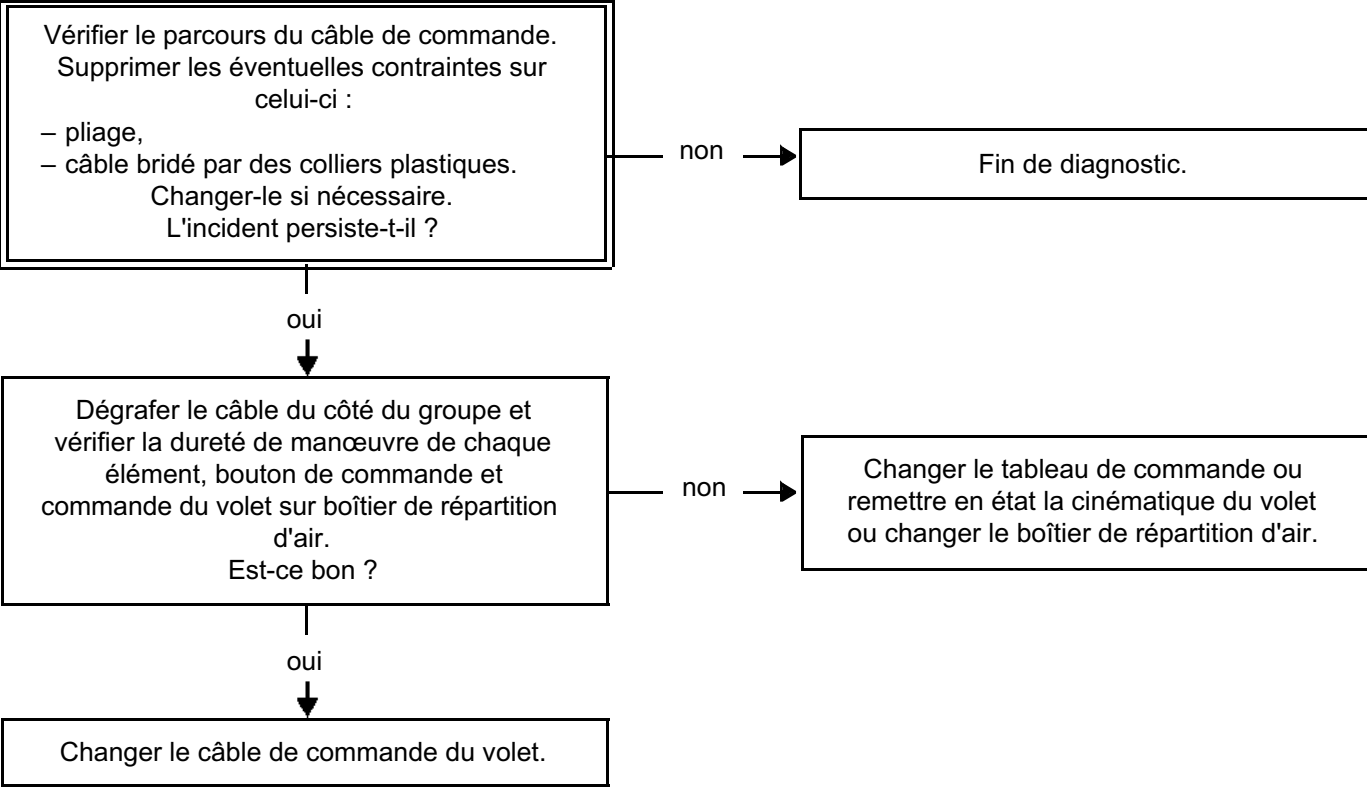 Vérifier le parcours du câble de commande.
Supprimer les éventuelles contraintes sur
celui-ci :
– pliage,
– câble bridé par des colliers plastiques.
Changer-le si nécessaire.
L'incident persiste-t-il ?
non
Fin de diagnostic.
oui
Dégrafer le câble du côté du groupe et
vérifier la dureté de manœuvre de chaque
élément, bouton de commande et
commande du volet sur boîtier de répartition
d'air.
Est-ce bon ?
non
Changer le tableau de commande ou
remettre en état la cinématique du volet
ou changer le boîtier de répartition d'air.
oui
Changer le câble de commande du volet.